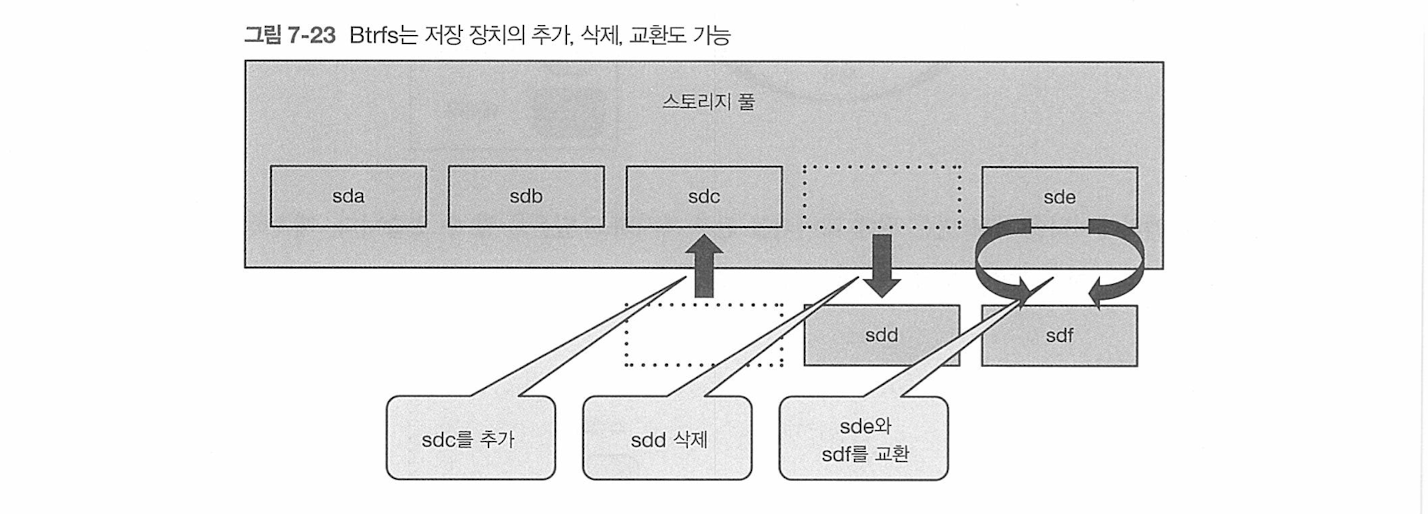 그림 7-23 Btrfs는 저장 장치의 추가, 삭제, 교환도 가능
스토리지 풀
sda
sdb
sdc
sde
sdd
sdf
sdc를 추가
sdd 삭제
sde와
sdf를 교환